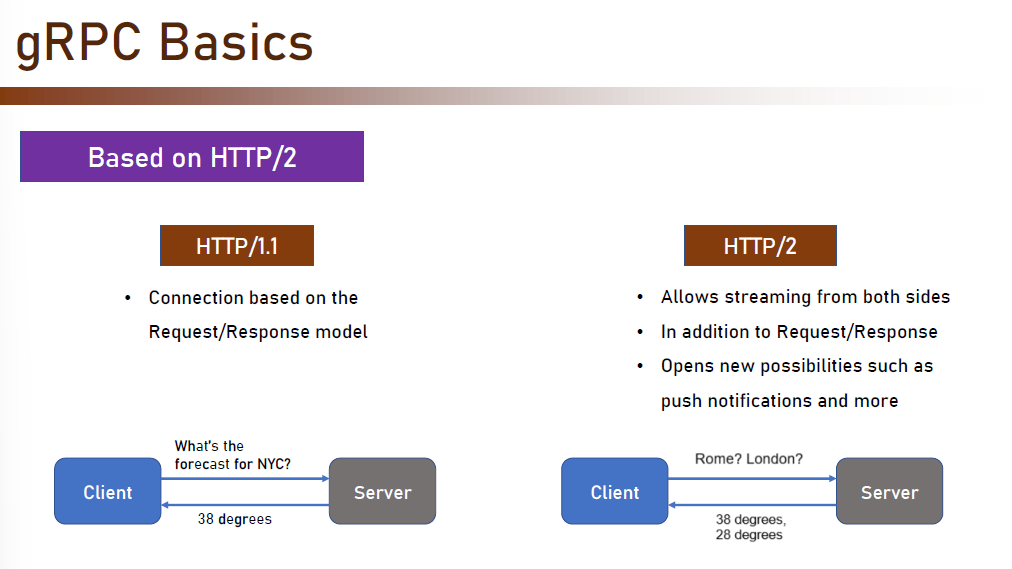 gRPC Basics
Based on HTTP/2
HTTP/1.1
• Connection based on the
Request/Response model
What's the
forecast for NYC?
Client
Server
38 degrees
HTTP/2
• Allows streaming from both sides
• In addition to Request/Response
• Opens new possibilities such as
push notifications and more
Rome? London?
Client
Server
38 degrees,
28 degrees